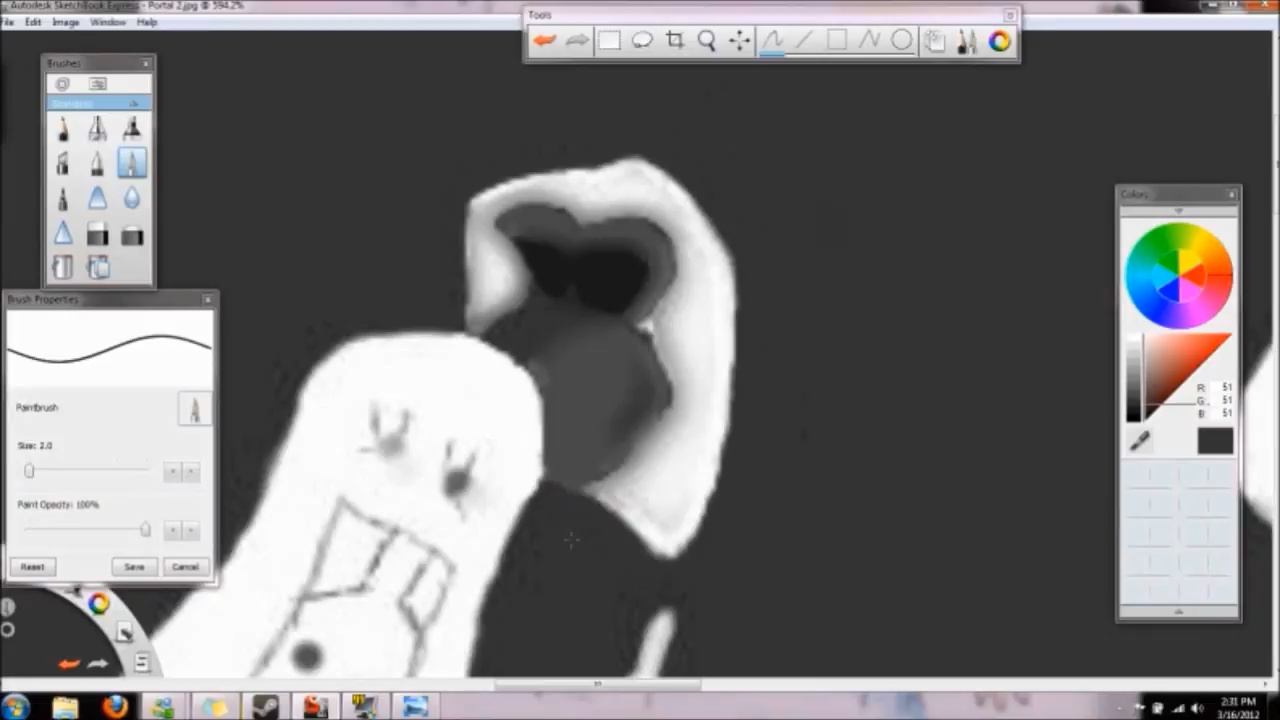 Autodesk SketchBook Express - Portal 2.jpg @ 594.2%
File Edit Image Window Help
Tools
Brushes
Standard
Brush Properties
Paintbrush
Size: 2.0
Paint Opacity: 100%
Reset Save Cancel
Colors
R: 51
G: 51
B: 51
2:31 PM
3/16/2012